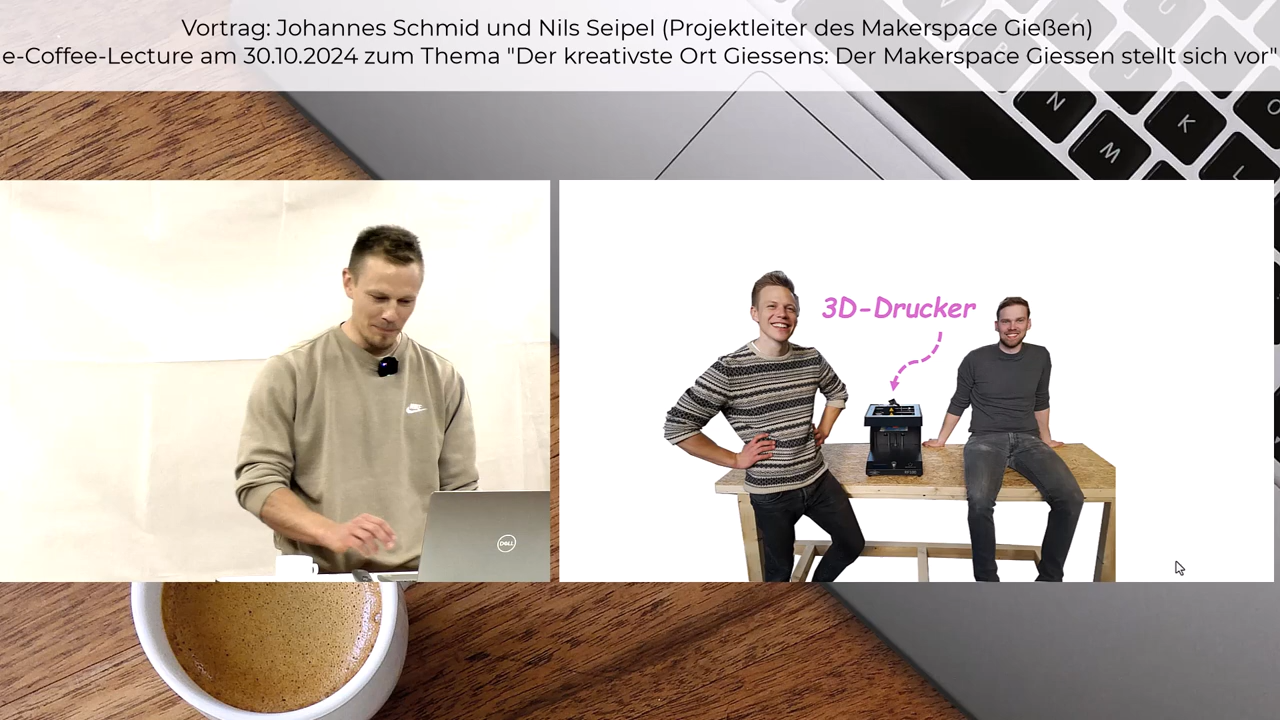 Vortrag: Johannes Schmid und Nils Seipel (Projektleiter des Makerspace Gießen)
e-Coffee-Lecture am 30.10.2024 zum Thema "Der kreativste Ort Giessens: Der Makerspace Giessen stellt sich vor"
N
M
J
K
L
U
3D-Drucker
DELL